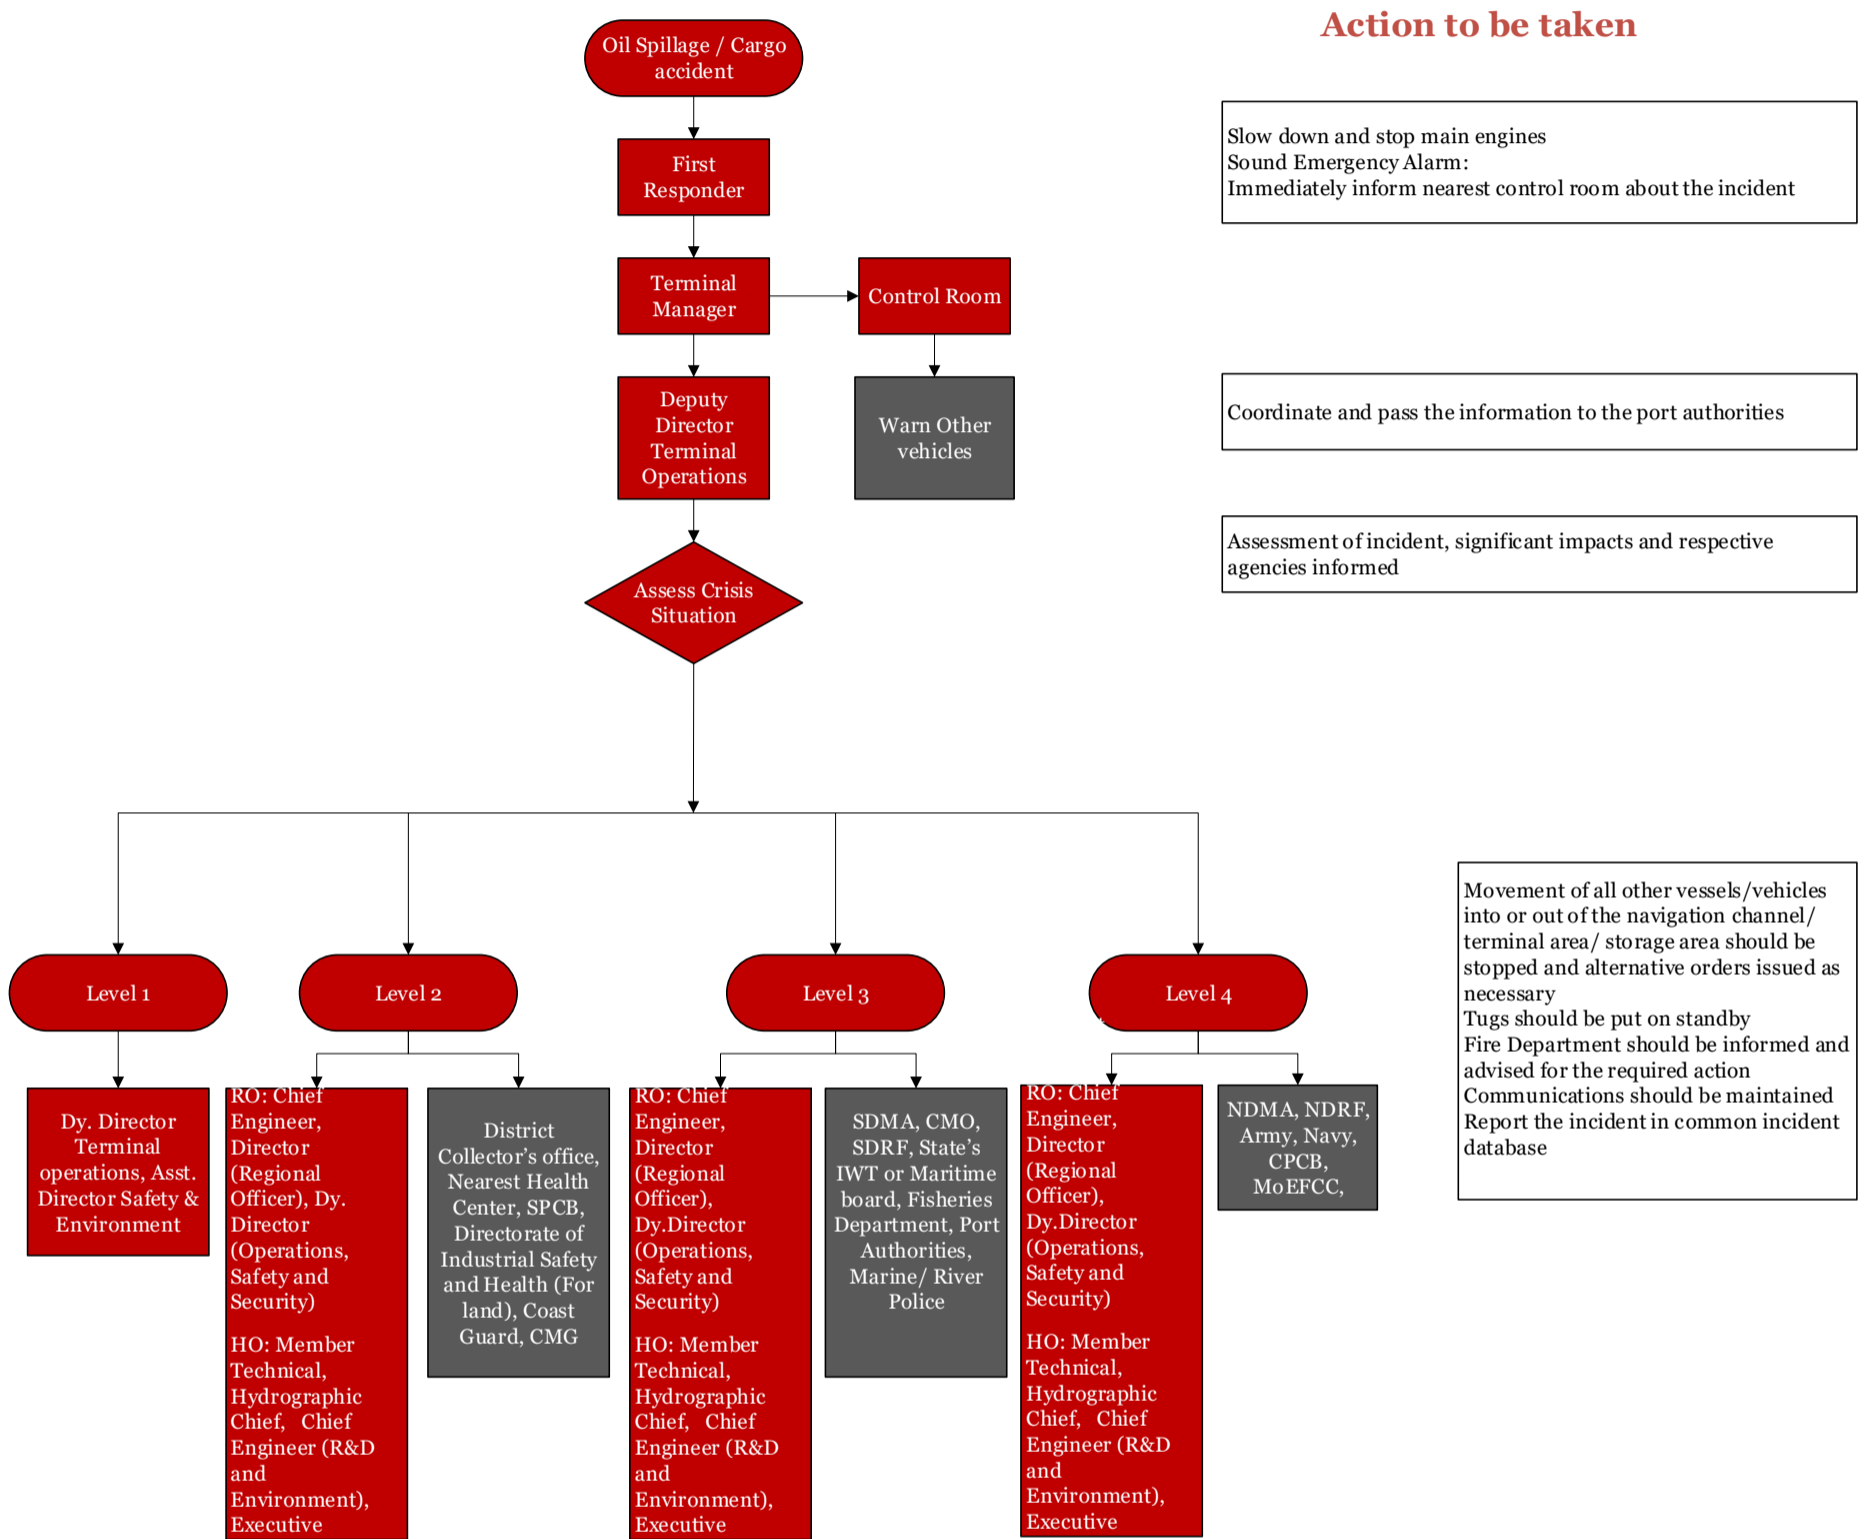 Action to be taken
Oil Spillage / Cargo
accident
Slow down and stop main engines
Sound Emergency Alarm:
Immediately inform nearest control room about the incident
First
Responder
Terminal
Manager
Control Room
Deputy
Director
Terminal
Operations
Warn Other
vehicles
Coordinate and pass the information to the port authorities
Assessment of incident, significant impacts and respective
agencies informed
Assess Crisis
Situation
Level 1
Level 2
Level 3
Level 4
Movement of all other vessels/vehicles
into or out of the navigation channel/
terminal area/ storage area should be
stopped and alternative orders issued as
necessary
Tugs should be put on standby
Fire Department should be informed and
advised for the required action
Communications should be maintained
Report the incident in common incident
database
Dy. Director
Terminal
operations, Asst.
Director Safety &
Environment
RO: Chief
Engineer,
Director
(Regional
Officer), Dy.
Director
(Operations,
Safety and
Security)
HO: Member
Technical,
Hydrographic
Chief,   Chief
Engineer (R&D
and
Environment),
Executive
District
Collector’s office,
Nearest Health
Center, SPCB,
Directorate of
Industrial Safety
and Health (For
land), Coast
Guard, CMG
RO: Chief
Engineer,
Director
(Regional
Officer),
Dy.Director
(Operations,
Safety and
Security)
HO: Member
Technical,
Hydrographic
Chief,   Chief
Engineer (R&D
and
Environment),
Executive
SDMA, CMO,
SDRF, State’s
IWT or Maritime
board, Fisheries
Department, Port
Authorities,
Marine/ River
Police
RO: Chief
Engineer,
Director
(Regional
Officer),
Dy.Director
(Operations,
Safety and
Security)
HO: Member
Technical,
Hydrographic
Chief,   Chief
Engineer (R&D
and
Environment),
Executive
NDMA, NDRF,
Army, Navy,
CPCB,
MoEFCC,